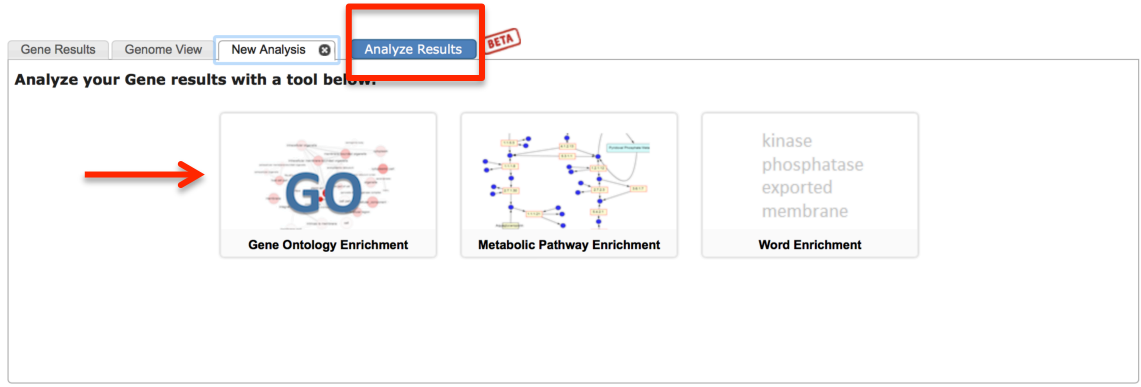 Gene Results Genome View New Analysis Analyze Results BETA
Analyze your Gene results with a tool below.
GO
kinase
phosphatase
exported
membrane
Gene Ontology Enrichment Metabolic Pathway Enrichment Word Enrichment